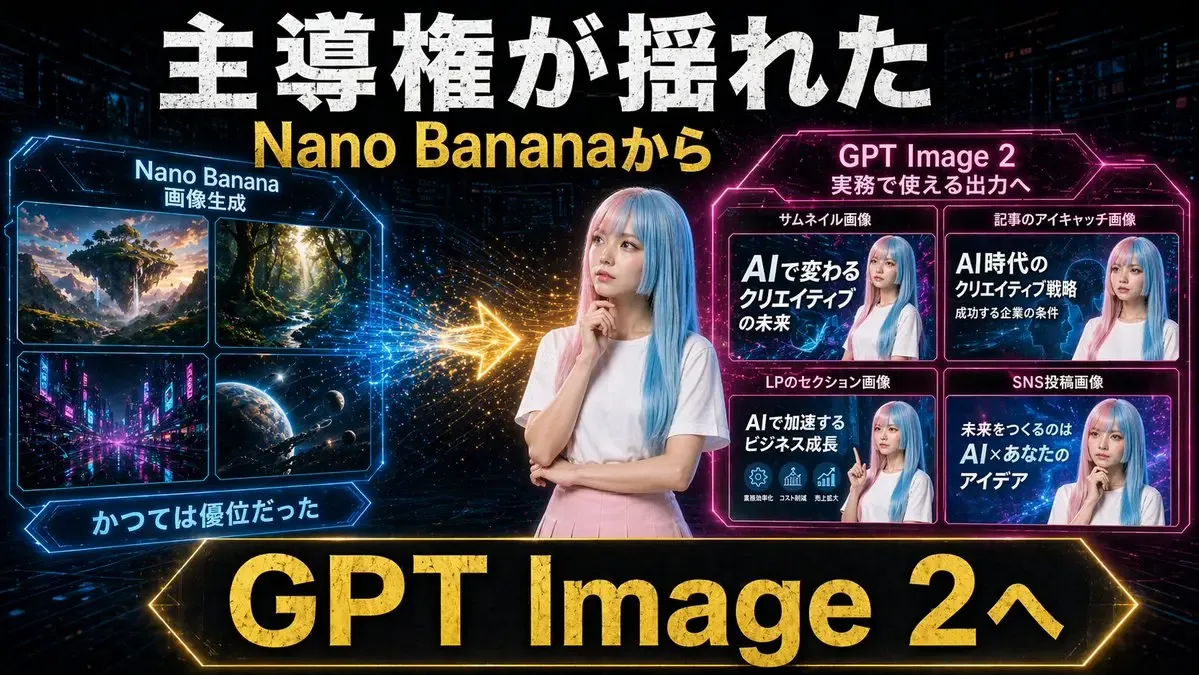 主導権が揺れた
Nano Bananaから
Nano Banana
画像生成
かつては優位だった
GPT Image 2
実務で使える出力へ
サムネイル画像
AIで変わる
クリエイティブ
の未来
記事のアイキャッチ画像
AI時代の
クリエイティブ戦略
成功する企業の条件
LPのセクション画像
AIで加速する
ビジネス成長
業務効率化
コスト削減
売上拡大
SNS投稿画像
未来をつくるのは
AI×あなたの
アイデア
GPT Image 2へ